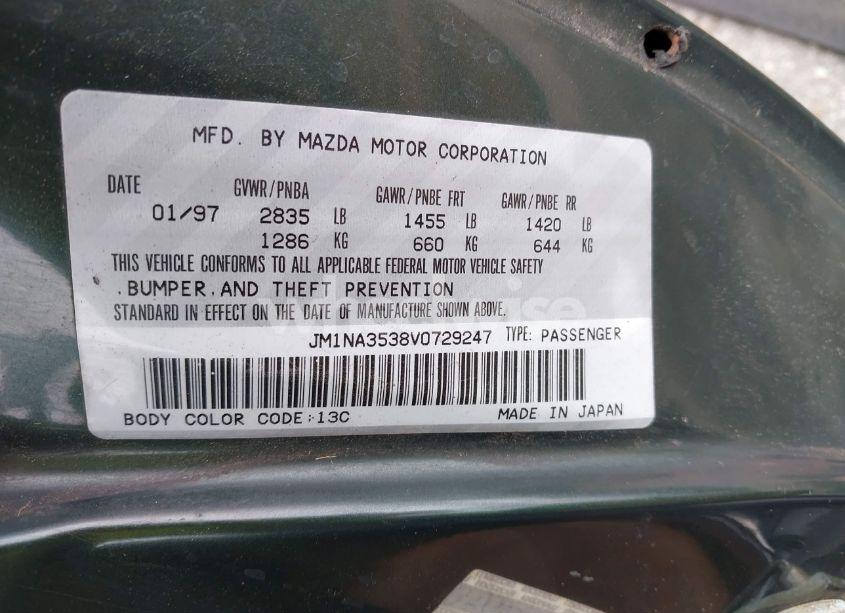 MFD. BY MAZDA MOTOR CORPORATION
DATE GVWR/PNBA GAWR/PNBE FRT GAWR/PNBE RR
01/97 2835 LB 1455 LB 1420 LB
1286 KG 660 KG 644 KG
THIS VEHICLE CONFORMS TO ALL APPLICABLE FEDERAL MOTOR VEHICLE SAFETY
.BUMPER.AND THEFT PREVENTION
STANDARD IN EFFECT ON THE DATE OF MANUFACTURE SHOWN ABOVE.
JM1NA3538V0729247 TYPE: PASSENGER
BODY COLOR CODE:13C MADE IN JAPAN